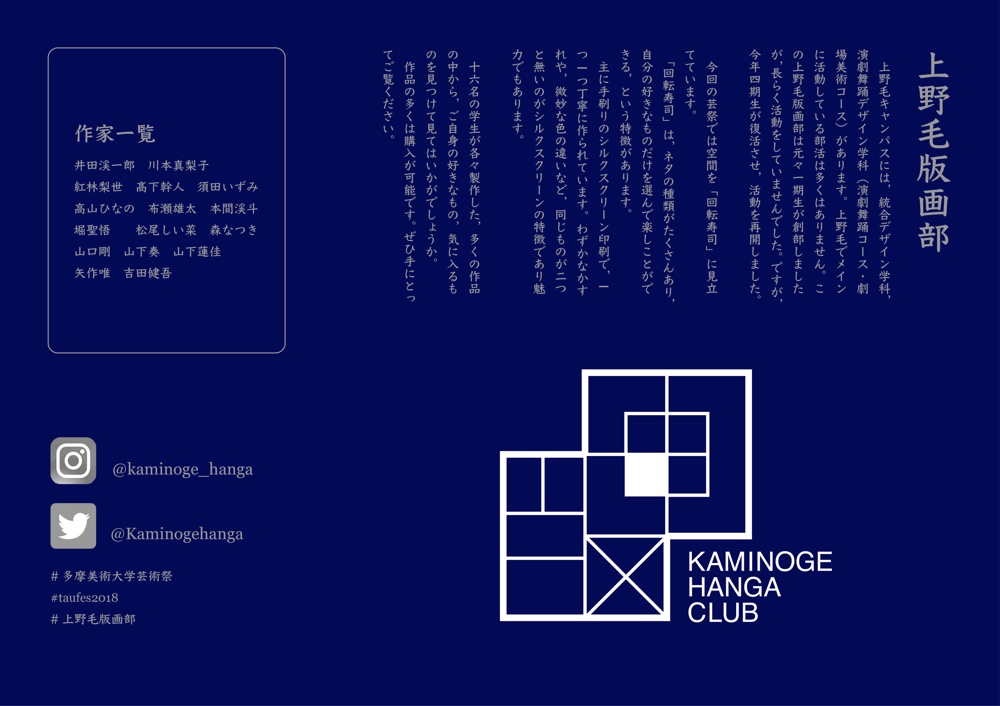 上野毛版画部
上野毛キャンパスには、統合デザイン学科、
演劇舞踊デザイン学科（演劇舞踊コース・劇
場美術コース）があります。上野毛でメイン
に活動している部活は多くはありません。こ
の上野毛版画部は元々一期生が創部しました
が、長らく活動をしていませんでした。ですが、
今年四期生が復活させ、活動を再開しました。
今回の芸祭では空間を「回転寿司」に見立
てています。
「回転寿司」は、ネタの種類がたくさんあり、
自分の好きなものだけを選んで楽しことがで
きる、という特徴があります。
主に手刷りのシルクスクリーン印刷で、一
つ一つ丁寧に作られています。わずかなかす
れや、微妙な色の違いなど、同じものが二つ
と無いのがシルクスクリーンの特徴であり魅
力でもあります。
十六名の学生が各々製作した、多くの作品
の中から、ご自身の好きなもの、気に入るも
のを見つけて見てはいかがでしょうか。
作品の多くは購入が可能です。ぜひ手にとっ
てご覧ください。
作家一覧
井田渓一郎　川本真梨子
紅林梨世　高下幹人　須田いずみ
高山ひなの　布瀬雄太　本間渓斗
堀聖悟　　松尾しい菜　森なつき
山口剛　山下奏　山下蓮佳
矢作唯　吉田健吾
@kaminoge_hanga
@Kaminogehanga
# 多摩美術大学芸術祭
#taufes2018
# 上野毛版画部
KAMINOGE
HANGA
CLUB